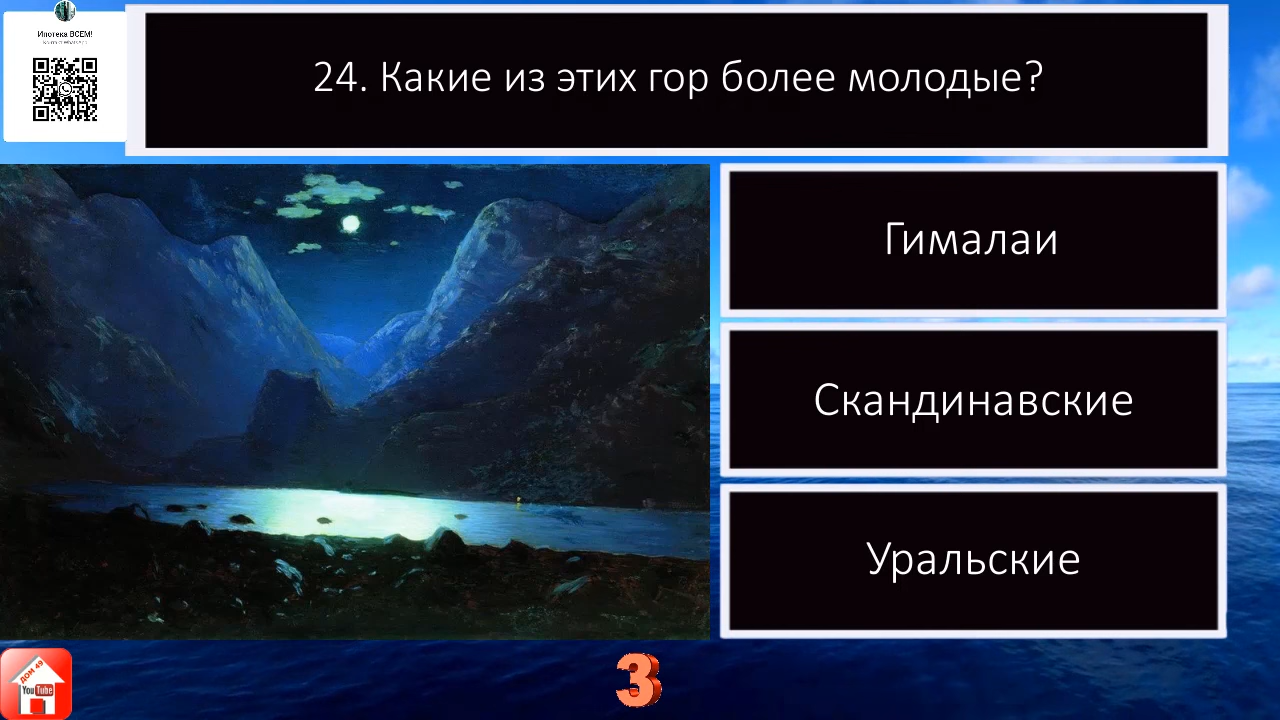 Ипотека ВСЕМ!
24. Какие из этих гор более молодые?
Гималаи
Скандинавские
Уральские
ДОМ 49
YouTube
3